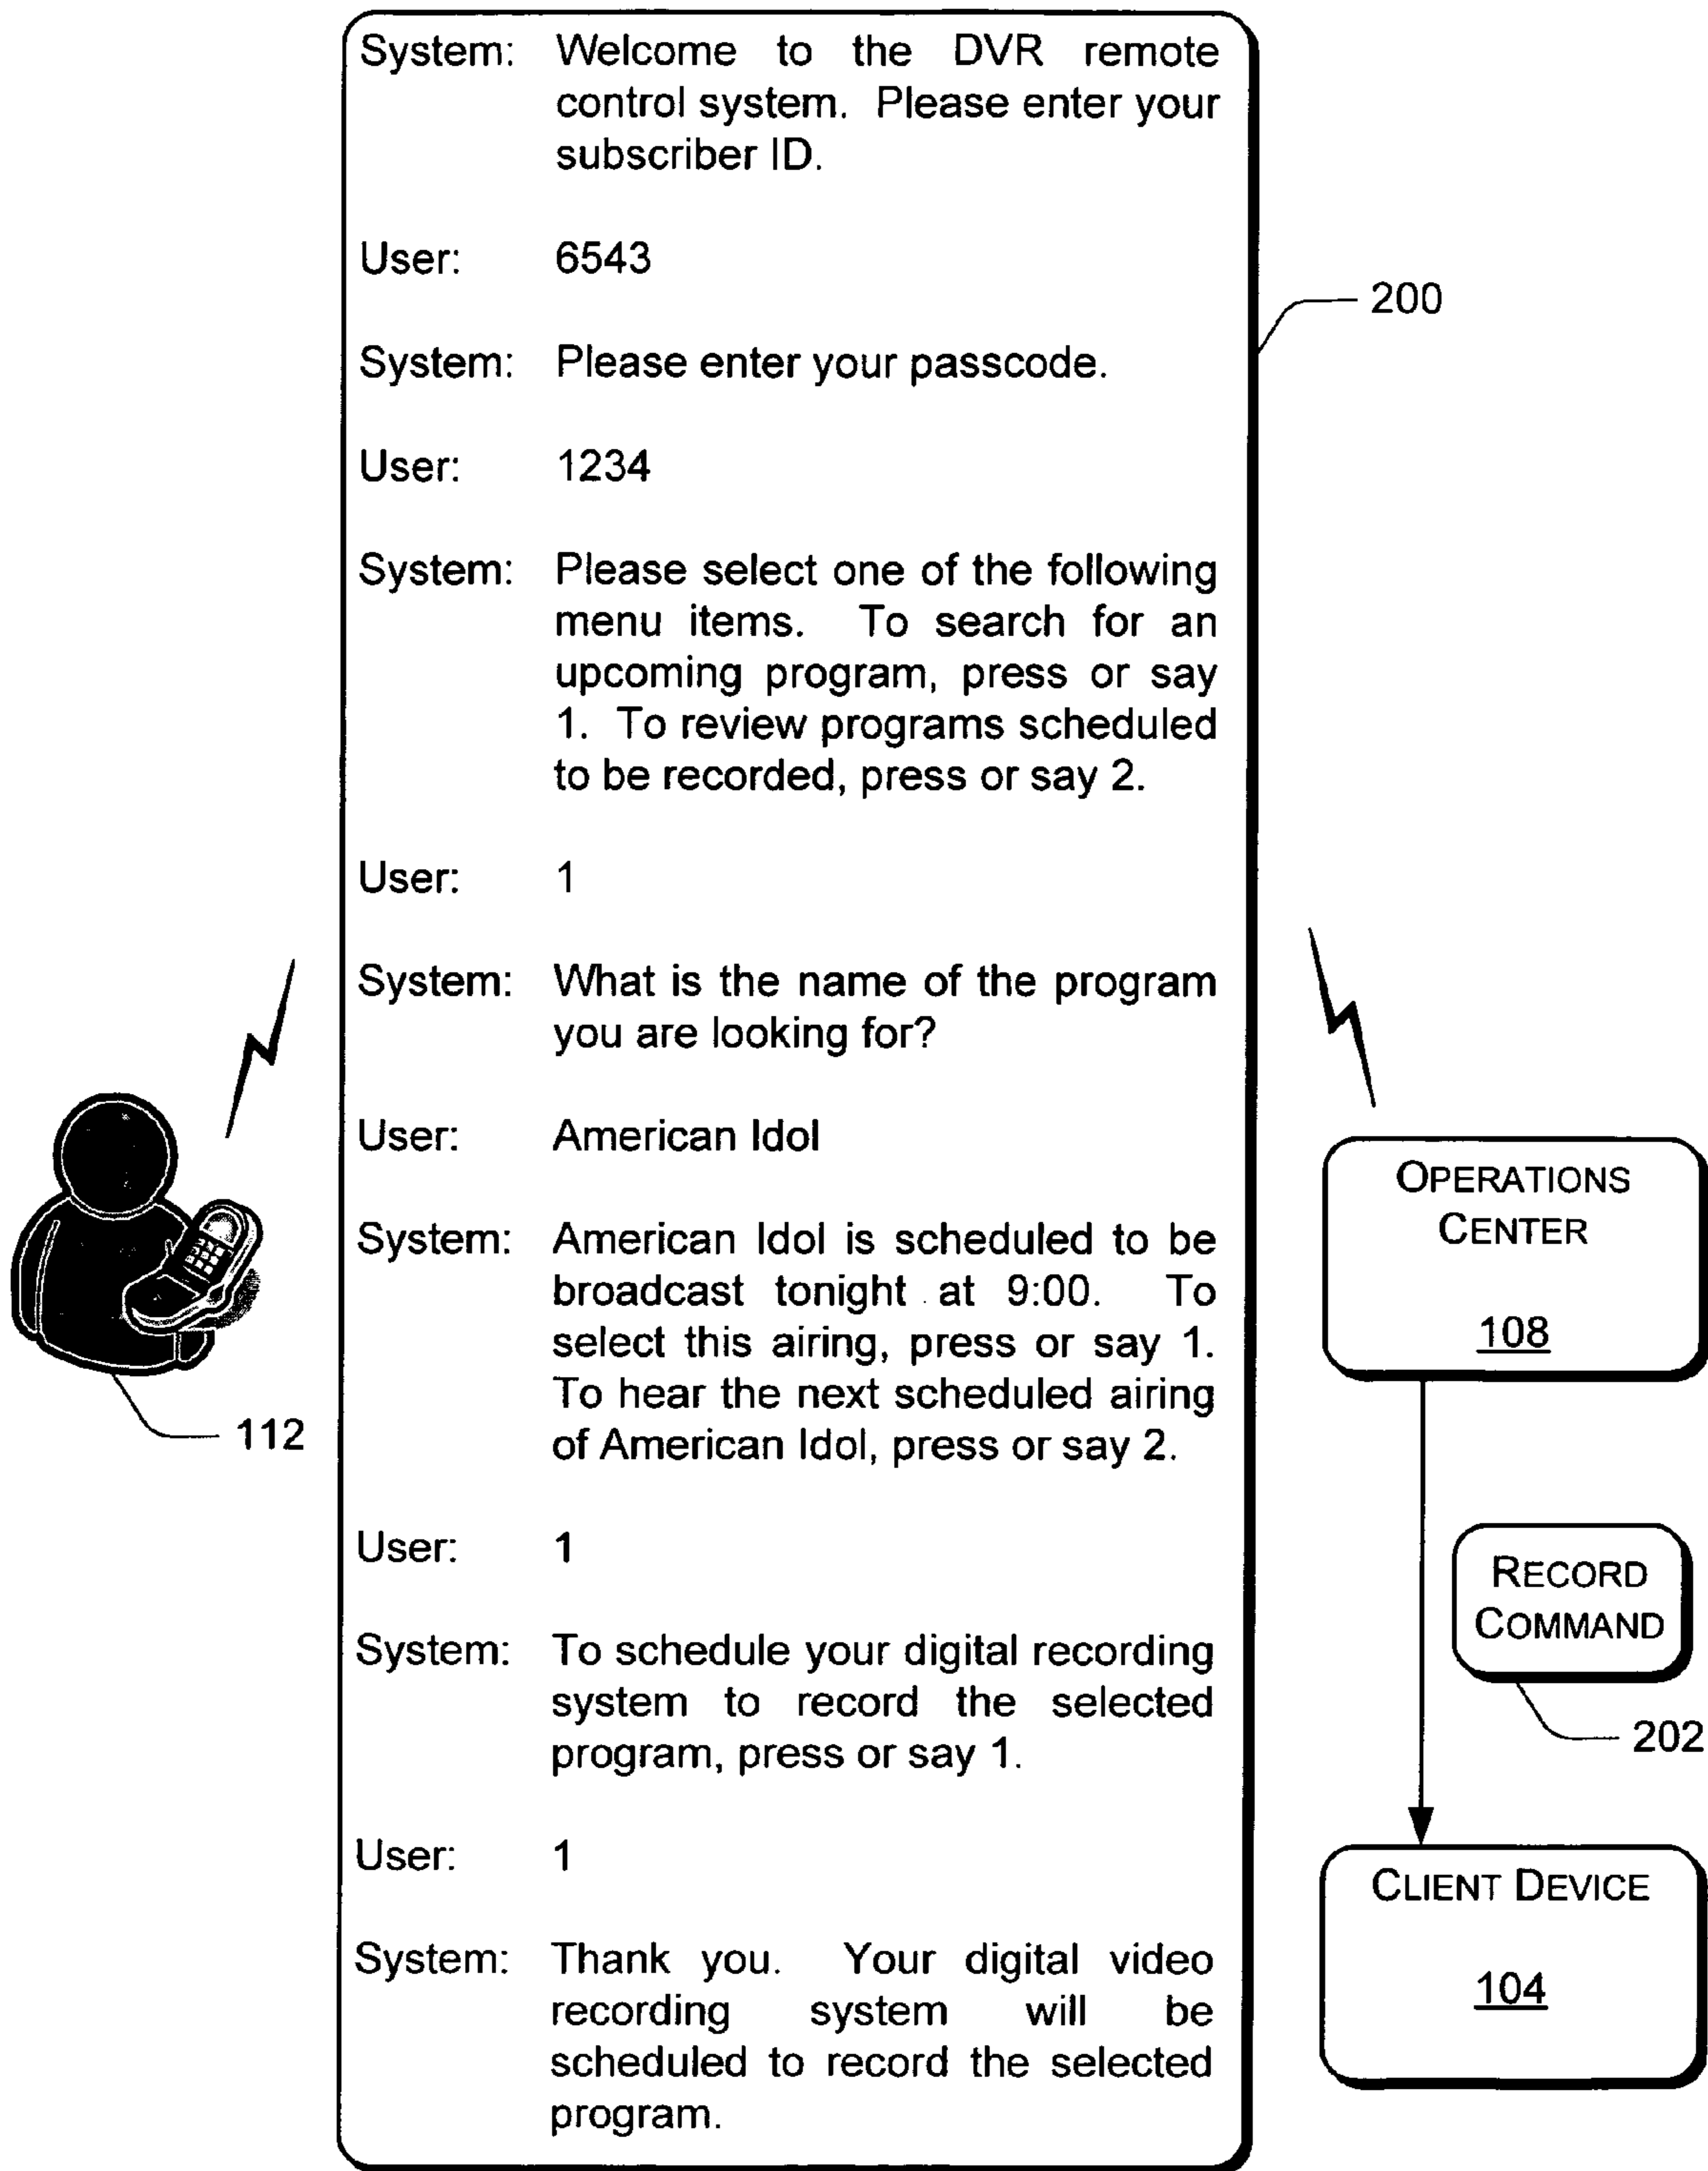 System: Welcome to the DVR remote
control system. Please enter your
subscriber ID.
User: 6543
200
System: Please enter your passcode.
User: 1234
System: Please select one of the following
menu items. To search for an
upcoming program, press or say
1. To review programs scheduled
to be recorded, press or say 2.
User: 1
System: What is the name of the program
you are looking for?
User: American Idol
System: American Idol is scheduled to be
broadcast tonight at 9:00. To
select this airing, press or say 1.
To hear the next scheduled airing
of American Idol, press or say 2.
112
User: 1
System: To schedule your digital recording
system to record the selected
program, press or say 1.
User: 1
System: Thank you. Your digital video
recording system will be
scheduled to record the selected
program.
OPERATIONS
CENTER
108
RECORD
COMMAND
202
CLIENT DEVICE
104